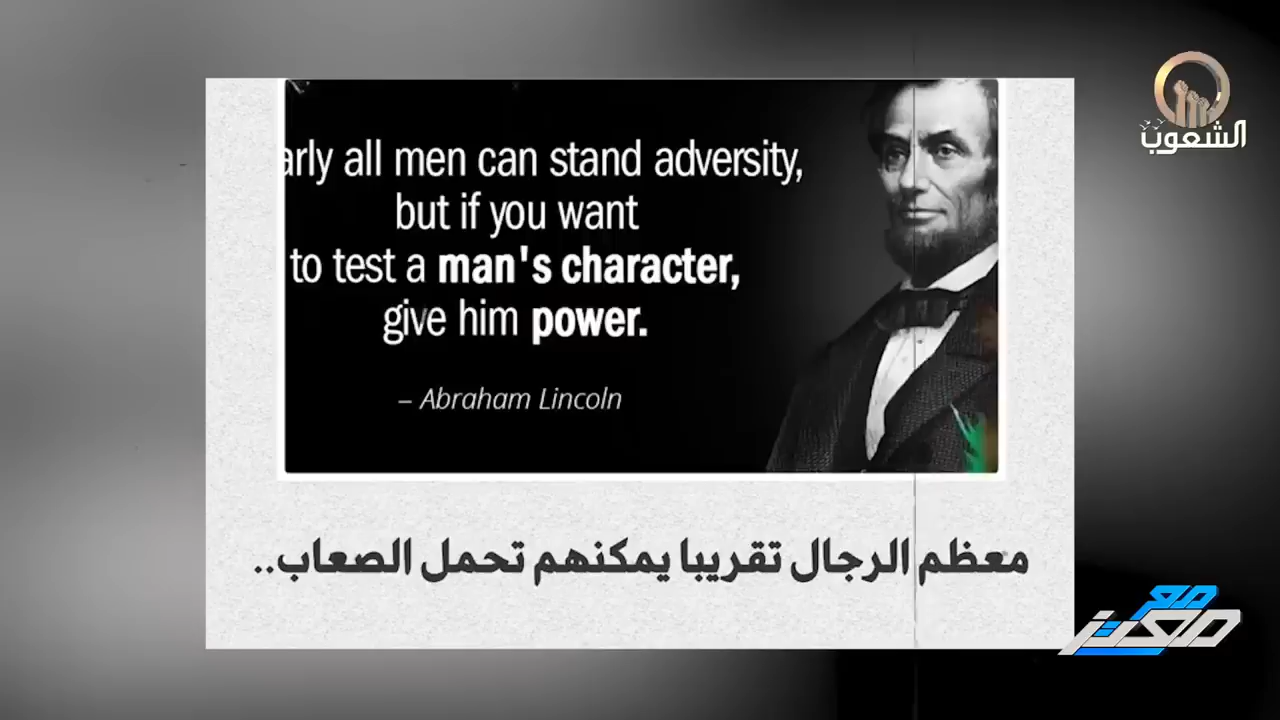 الشعوب
arly all men can stand adversity,
but if you want
to test a man's character,
give him power.
– Abraham Lincoln
معظم الرجال تقريبا يمكنهم تحمل الصعاب..
مع معتز